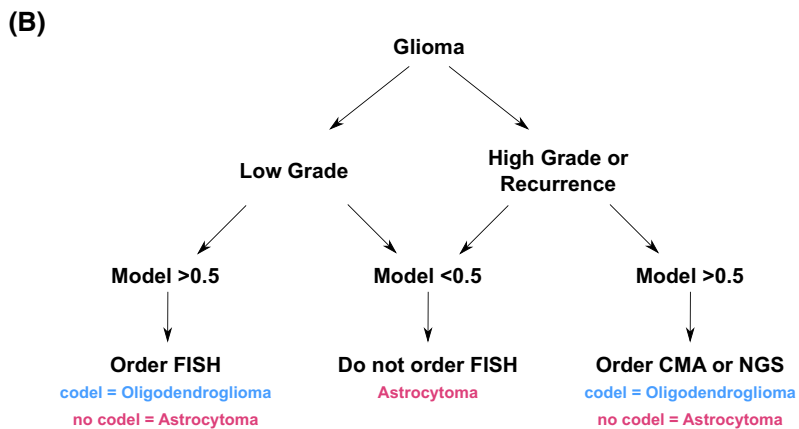 (B)
Glioma
Low Grade
High Grade or
Recurrence
Model >0.5
Model <0.5
Model >0.5
Order FISH
codel = Oligodendroglioma
no codel = Astrocytoma
Do not order FISH
Astrocytoma
Order CMA or NGS
codel = Oligodendroglioma
no codel = Astrocytoma